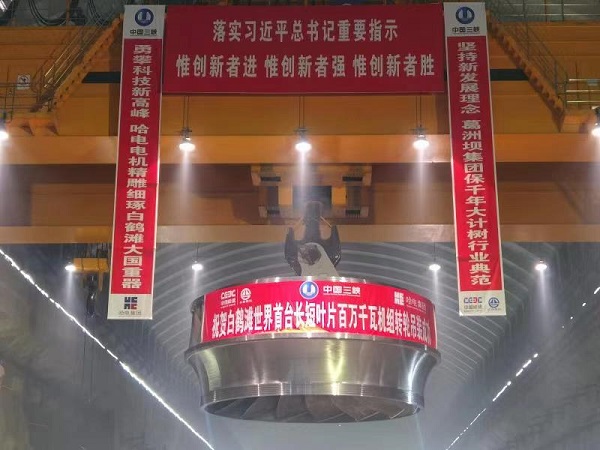 落实习近平总书记重要指示
惟创新者进 惟创新者强 惟创新者胜
中国三峡
勇攀科技新高峰 哈电电机精雕细琢白鹤滩大国重器
中国三峡
坚持新发展理念 葛洲坝集团保千年大计树行业典范
中国三峡
祝贺白鹤滩世界首台长短叶片百万千瓦机组转轮吊装